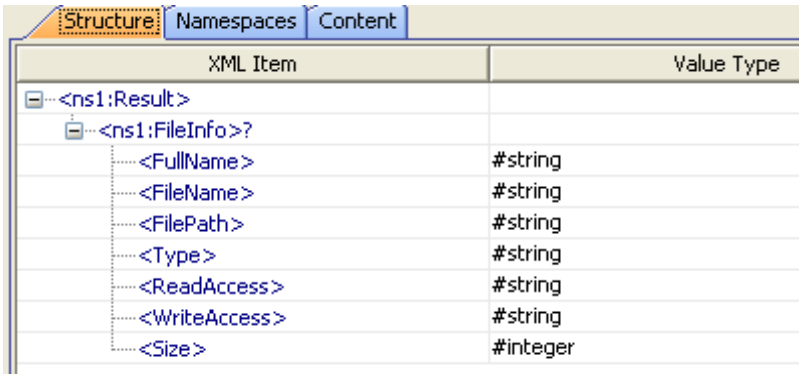 Structure Namespaces Content
XML Item Value Type
<ns1:Result>
<ns1:FileInfo>?
<FullName> #string
<FileName> #string
<FilePath> #string
<Type> #string
<ReadAccess> #string
<WriteAccess> #string
<Size> #integer